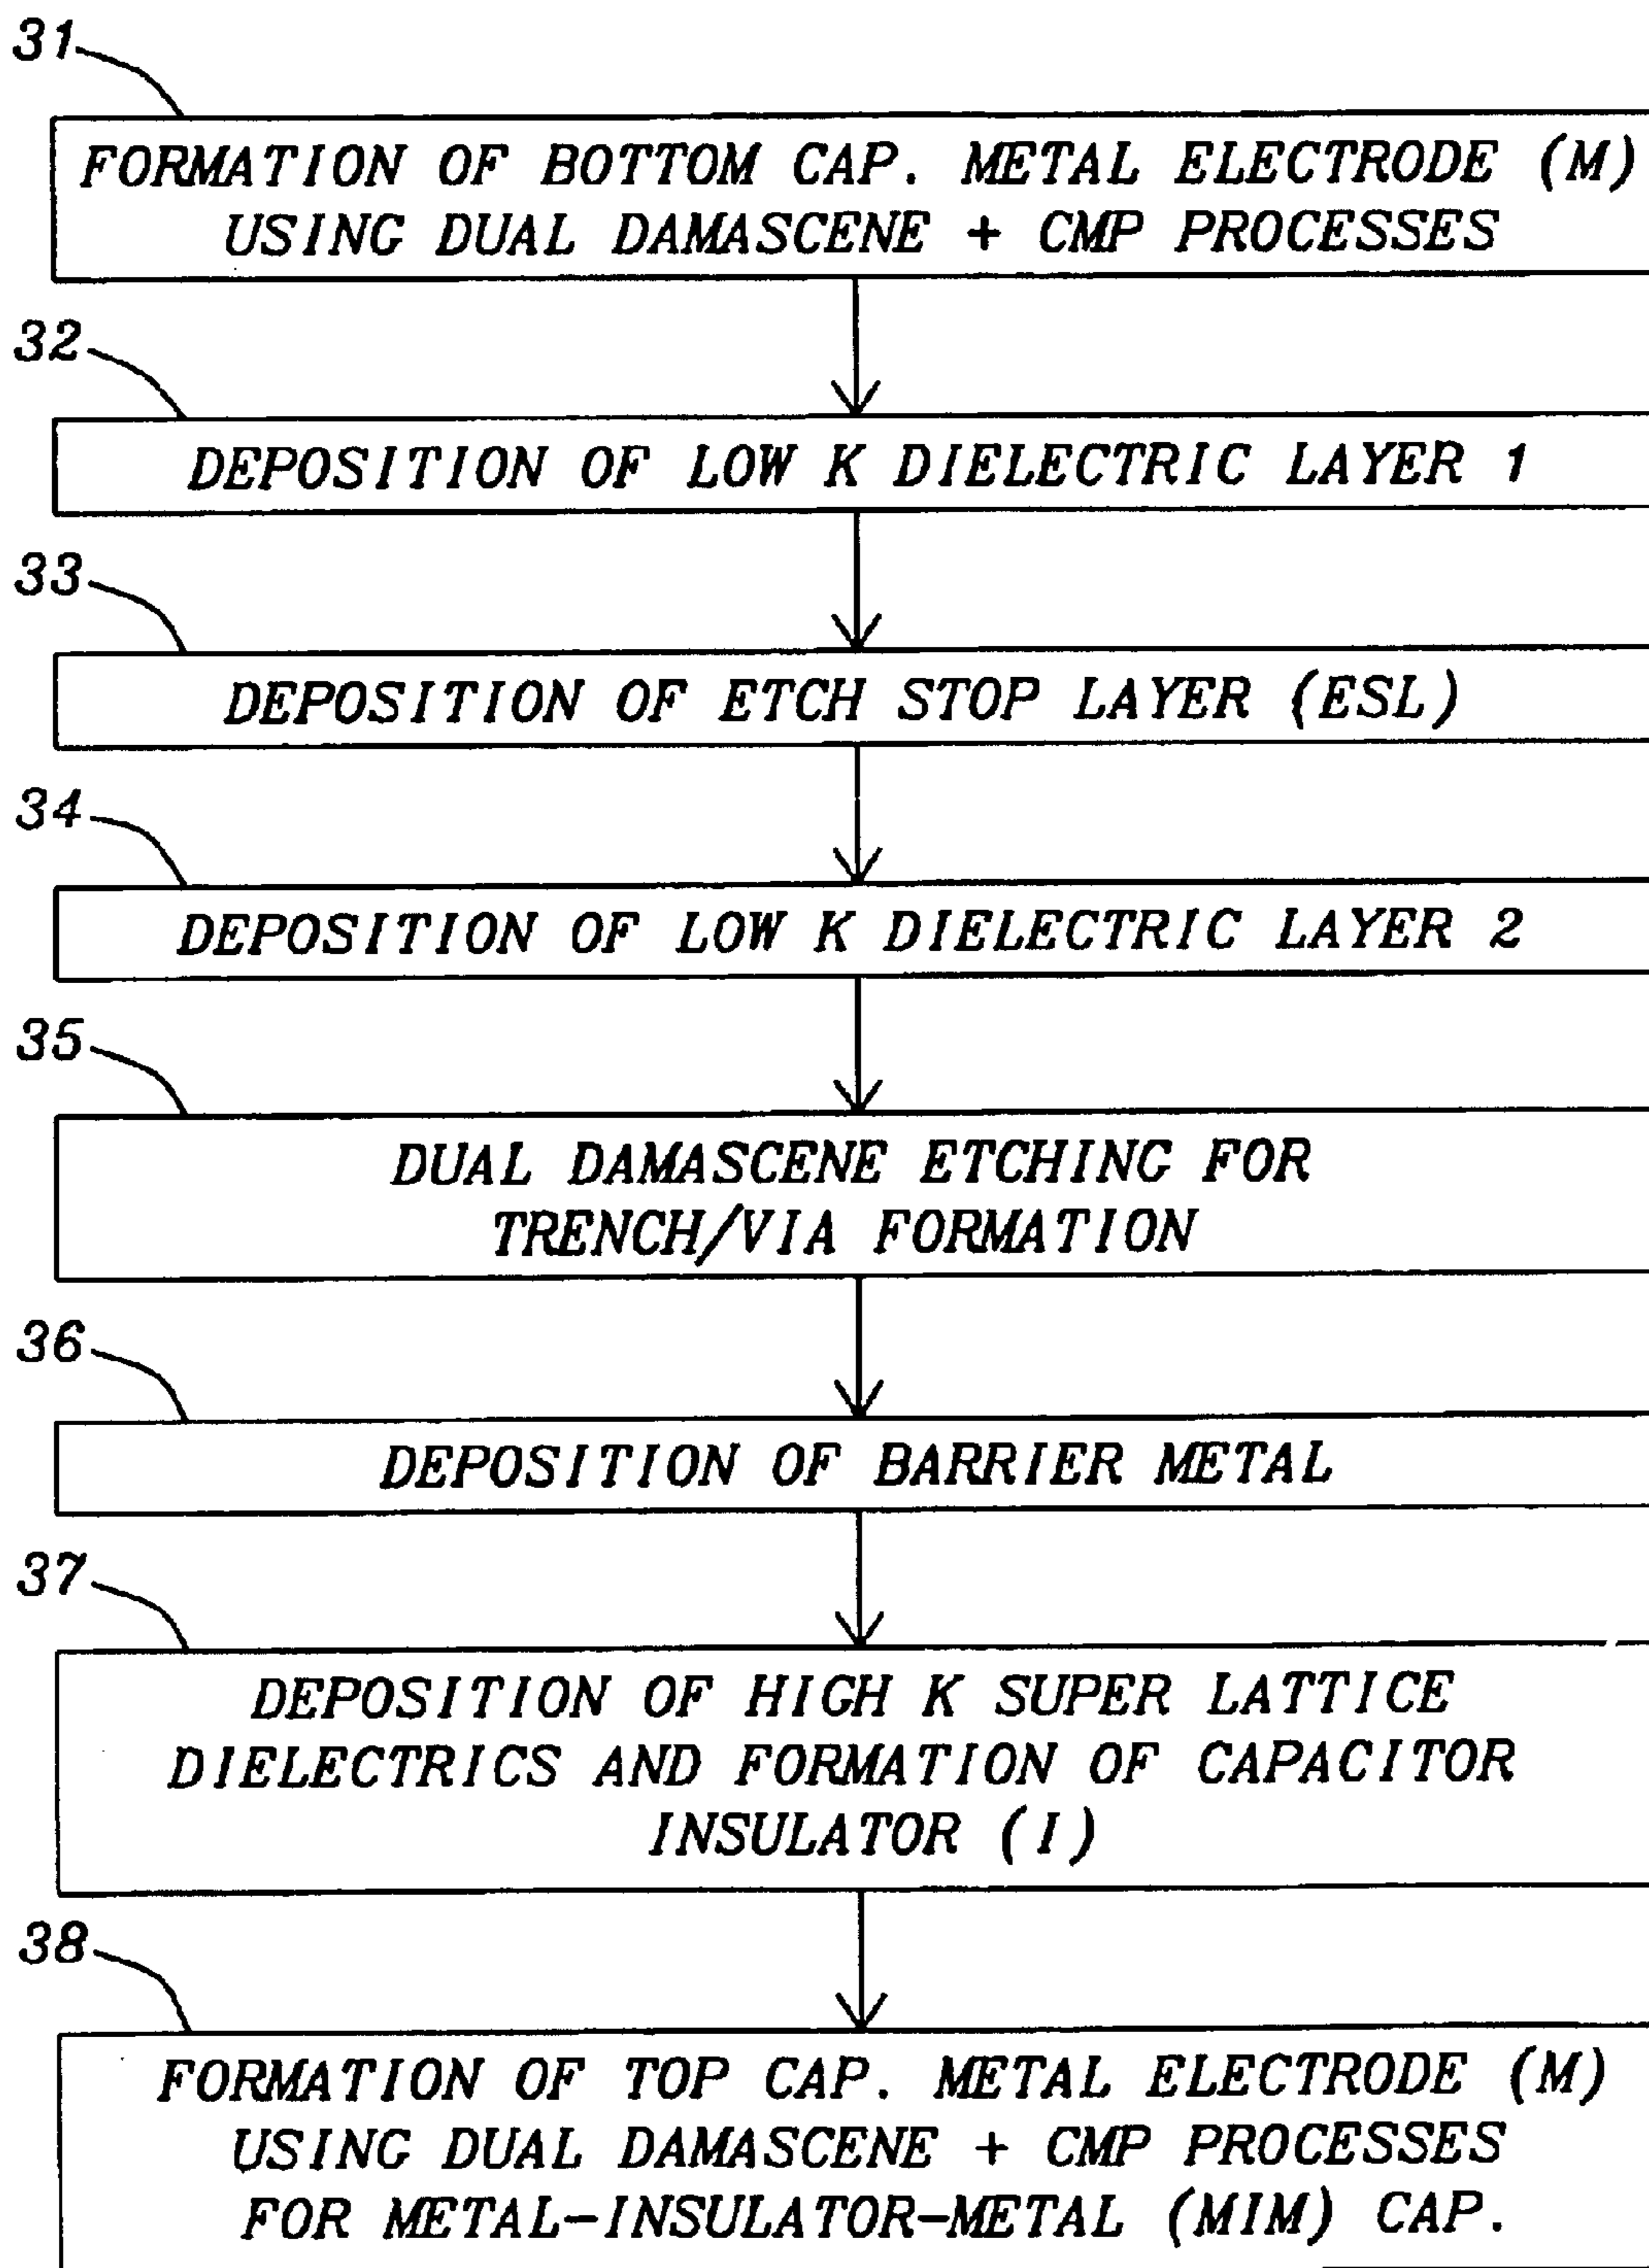 31
FORMATION OF BOTTOM CAP. METAL ELECTRODE (M)
USING DUAL DAMASCENE + CMP PROCESSES
32
DEPOSITION OF LOW K DIELECTRIC LAYER 1
33
DEPOSITION OF ETCH STOP LAYER (ESL)
34
DEPOSITION OF LOW K DIELECTRIC LAYER 2
35
DUAL DAMASCENE ETCHING FOR
TRENCH/VIA FORMATION
36
DEPOSITION OF BARRIER METAL
37
DEPOSITION OF HIGH K SUPER LATTICE
DIELECTRICS AND FORMATION OF CAPACITOR
INSULATOR (I)
38
FORMATION OF TOP CAP. METAL ELECTRODE (M)
USING DUAL DAMASCENE + CMP PROCESSES
FOR METAL-INSULATOR-METAL (MIM) CAP.